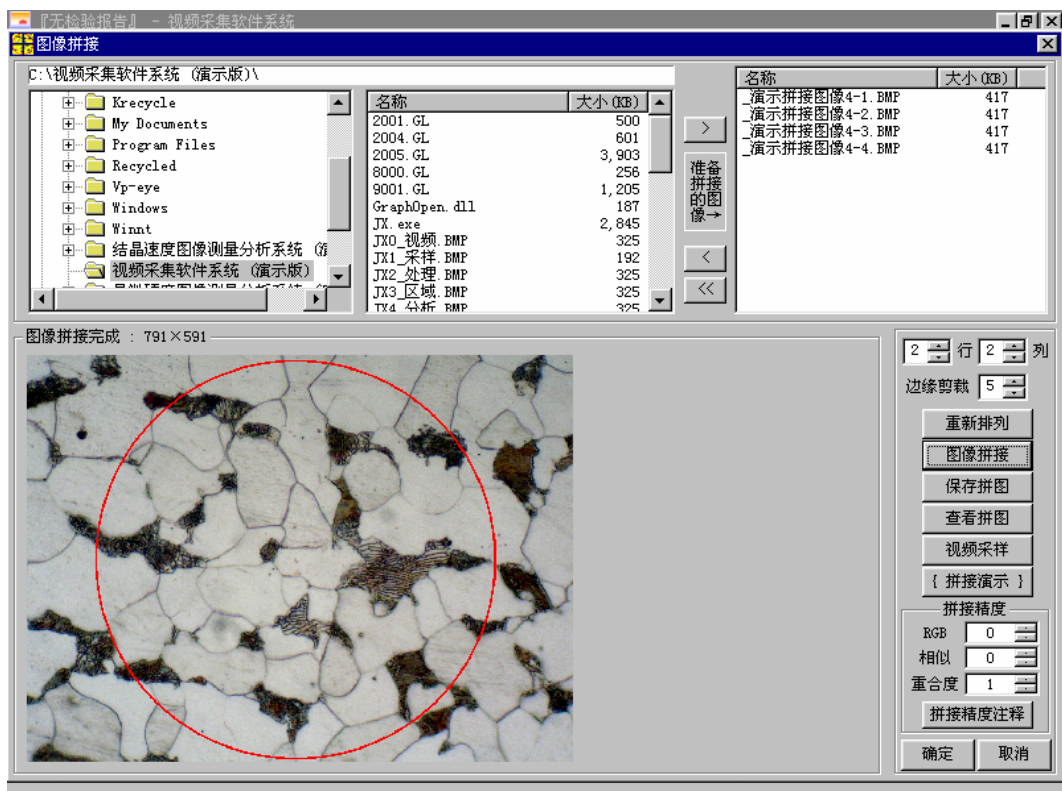 『无检验报告』 - 视频采集软件系统
图像拼接
C:\视频采集软件系统 (演示版)\
Krecycle
My Documents
Program Files
Recycled
Vp-eye
Windows
Winnt
结晶速度图像测量分析系统 (演
视频采集软件系统 (演示版)
名称 大小(KB)
2001.GL 500
2004.GL 601
2005.GL 3,903
8000.GL 256
9001.GL 1,205
GraphOpen.dll 187
JX.exe 2,845
JX0_视频.BMP 325
JX1_采样.BMP 192
JX2_处理.BMP 325
JX3_区域.BMP 325
JX4_分析.BMP 325
>
准备
拼接
的图
像→
<
<<
名称 大小(KB)
_演示拼接图像4-1.BMP 417
_演示拼接图像4-2.BMP 417
_演示拼接图像4-3.BMP 417
_演示拼接图像4-4.BMP 417
图像拼接完成 : 791×591
2 行 2 列
边缘剪裁 5
重新排列
图像拼接
保存拼图
查看拼图
视频采样
{ 拼接演示 }
拼接精度
RGB 0
相似 0
重合度 1
拼接精度注释
确定 取消